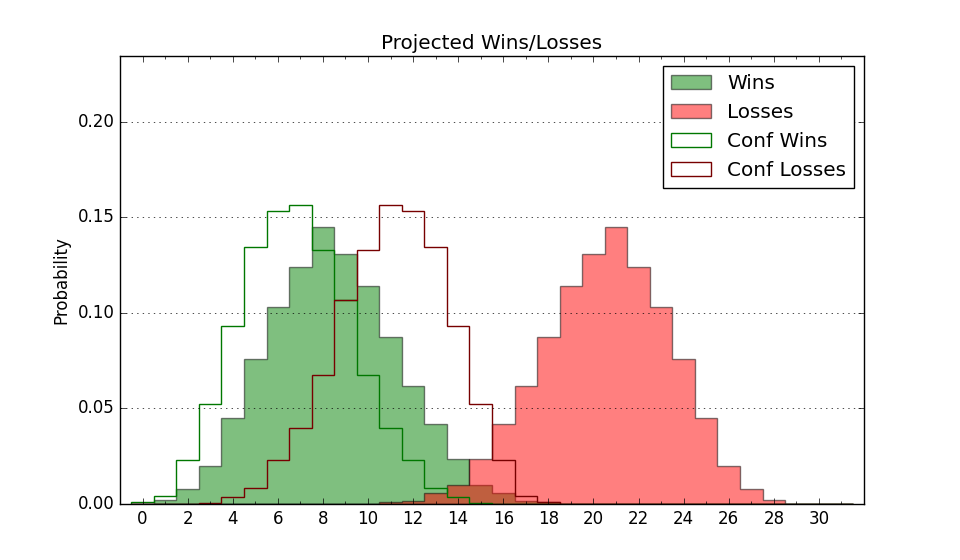 Projected Wins/Losses
Wins
Losses
Conf Wins
Conf Losses
Probability
0.20
0.15
0.10
0.05
0.00
0 2 4 6 8 10 12 14 16 18 20 22 24 26 28 30